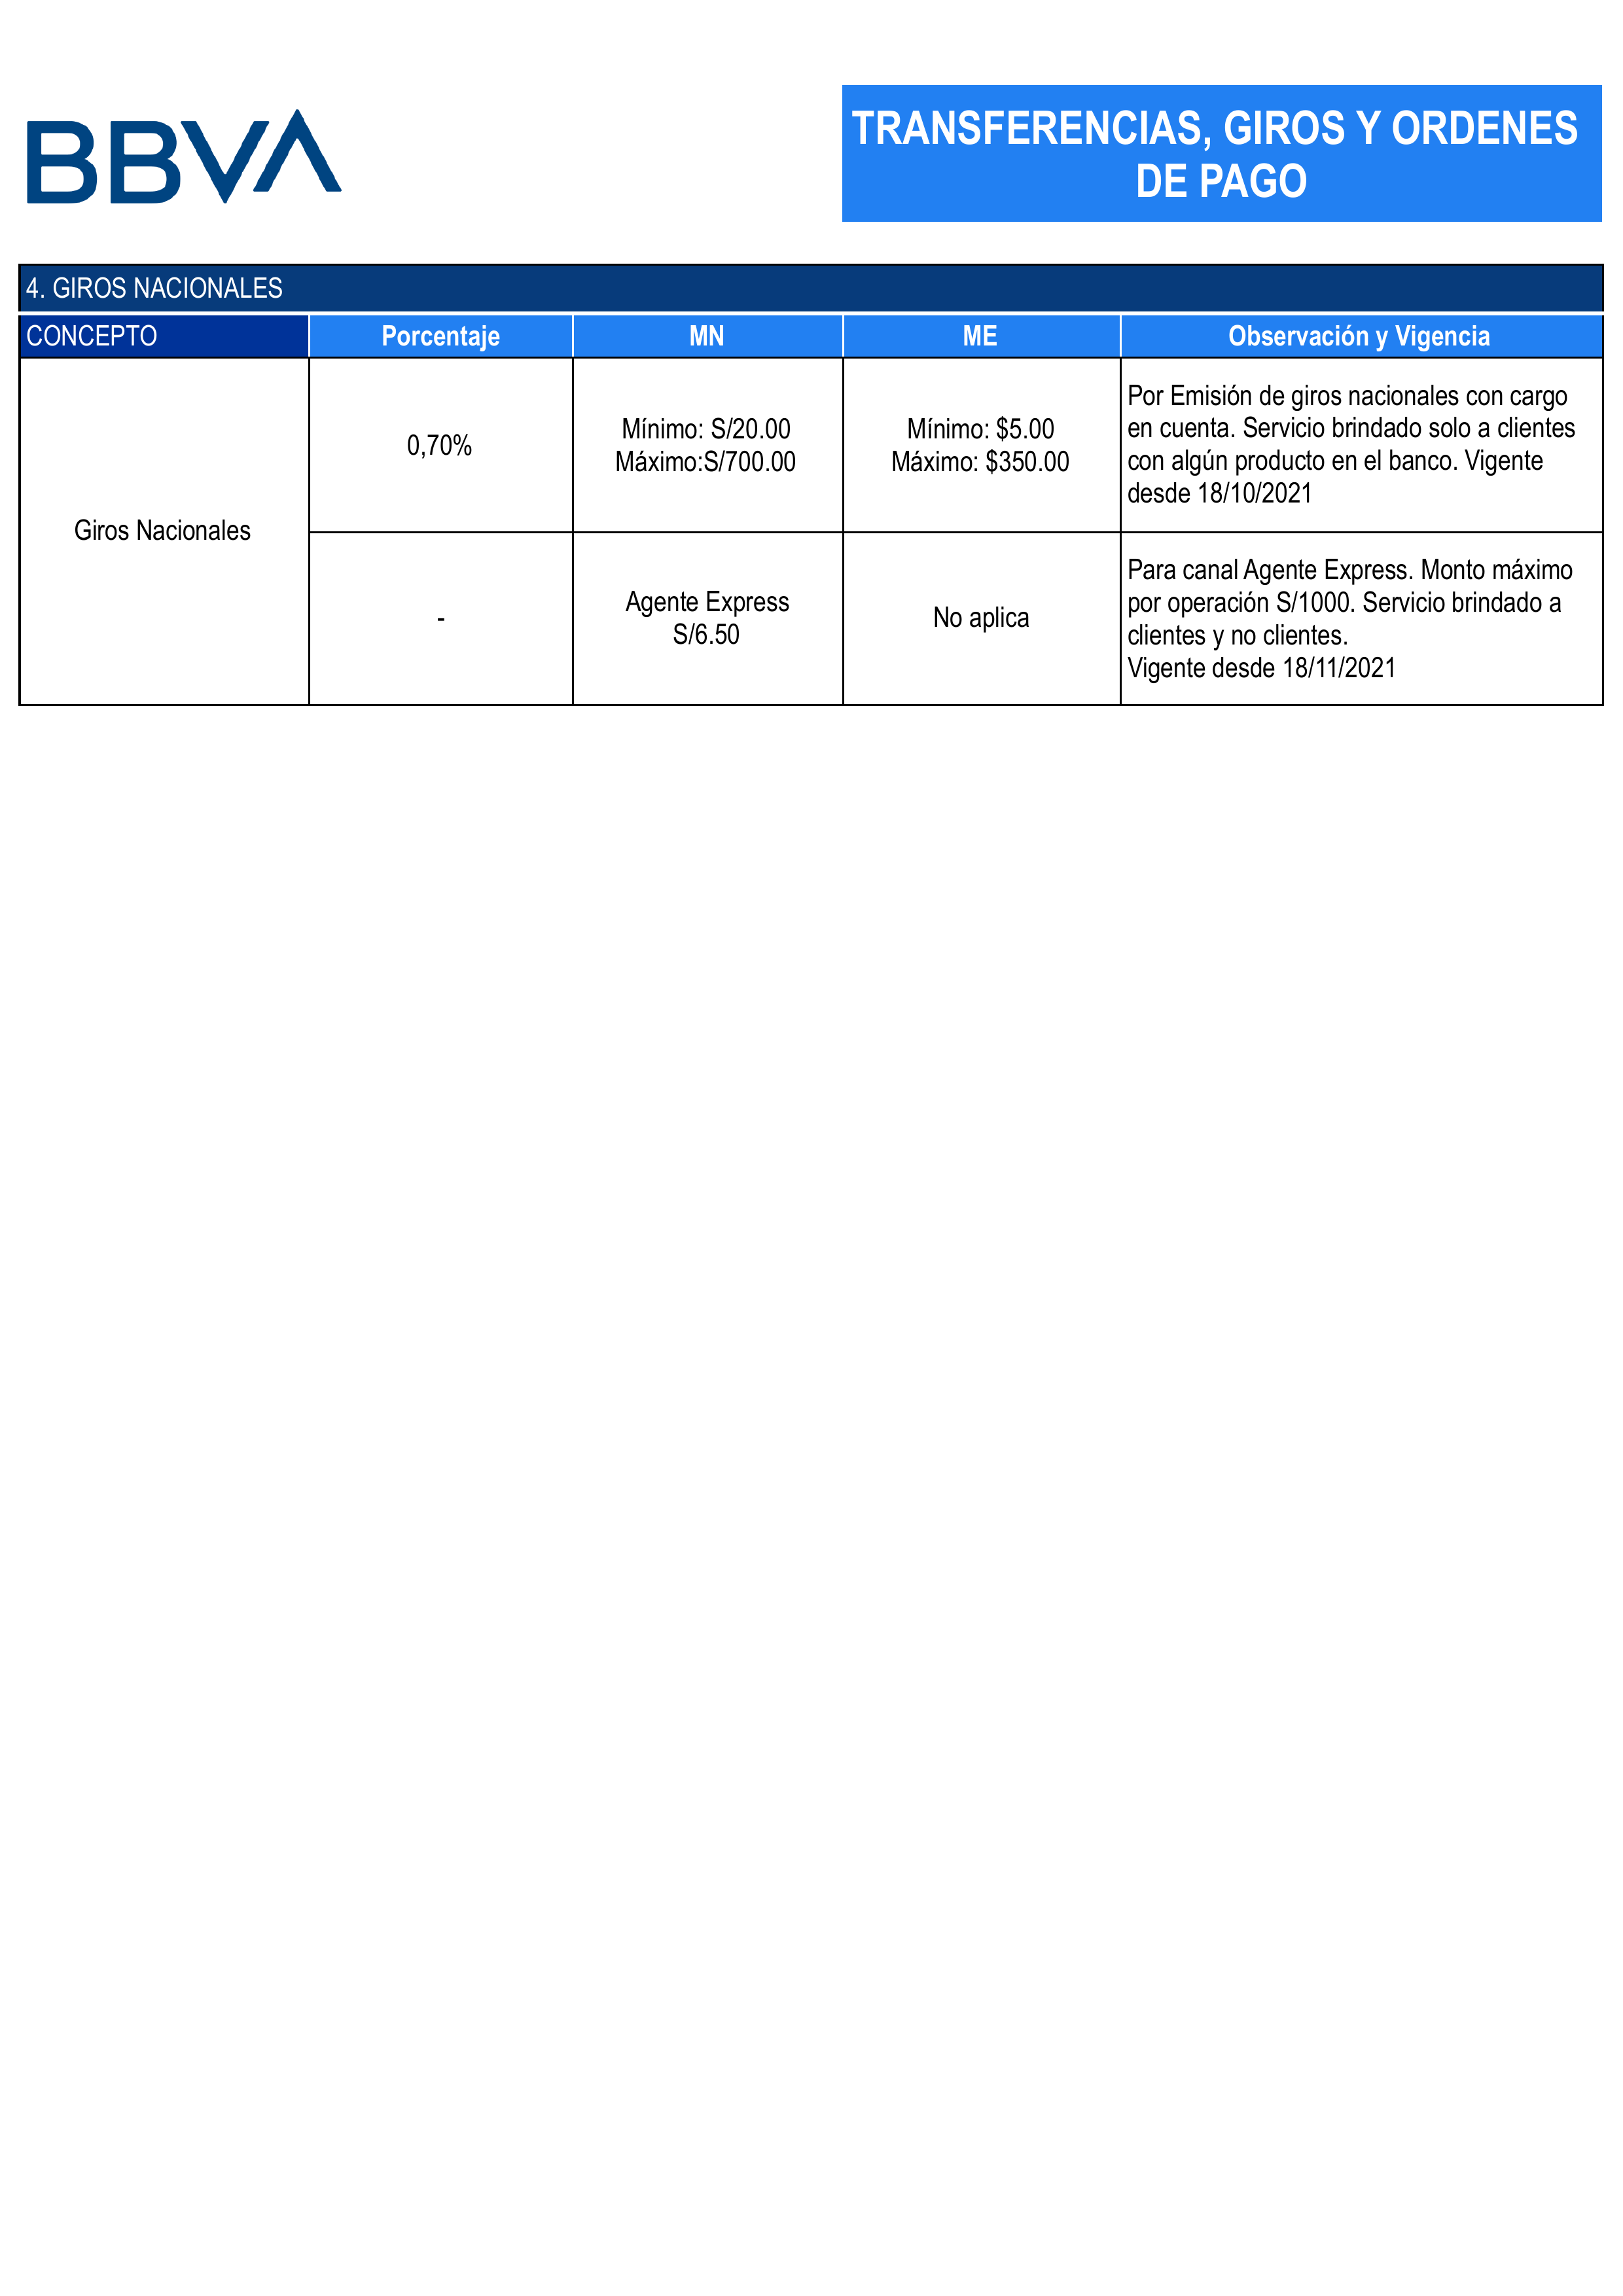 BBVA
TRANSFERENCIAS, GIROS Y ORDENES
DE PAGO
4. GIROS NACIONALES
CONCEPTO
Porcentaje
MN
ME
Observación y Vigencia
Giros Nacionales
0,70%
Mínimo: S/20.00
Máximo:S/700.00
Mínimo: $5.00
Máximo: $350.00
Por Emisión de giros nacionales con cargo
en cuenta. Servicio brindado solo a clientes
con algún producto en el banco. Vigente
desde 18/10/2021
-
Agente Express
S/6.50
No aplica
Para canal Agente Express. Monto máximo
por operación S/1000. Servicio brindado a
clientes y no clientes.
Vigente desde 18/11/2021